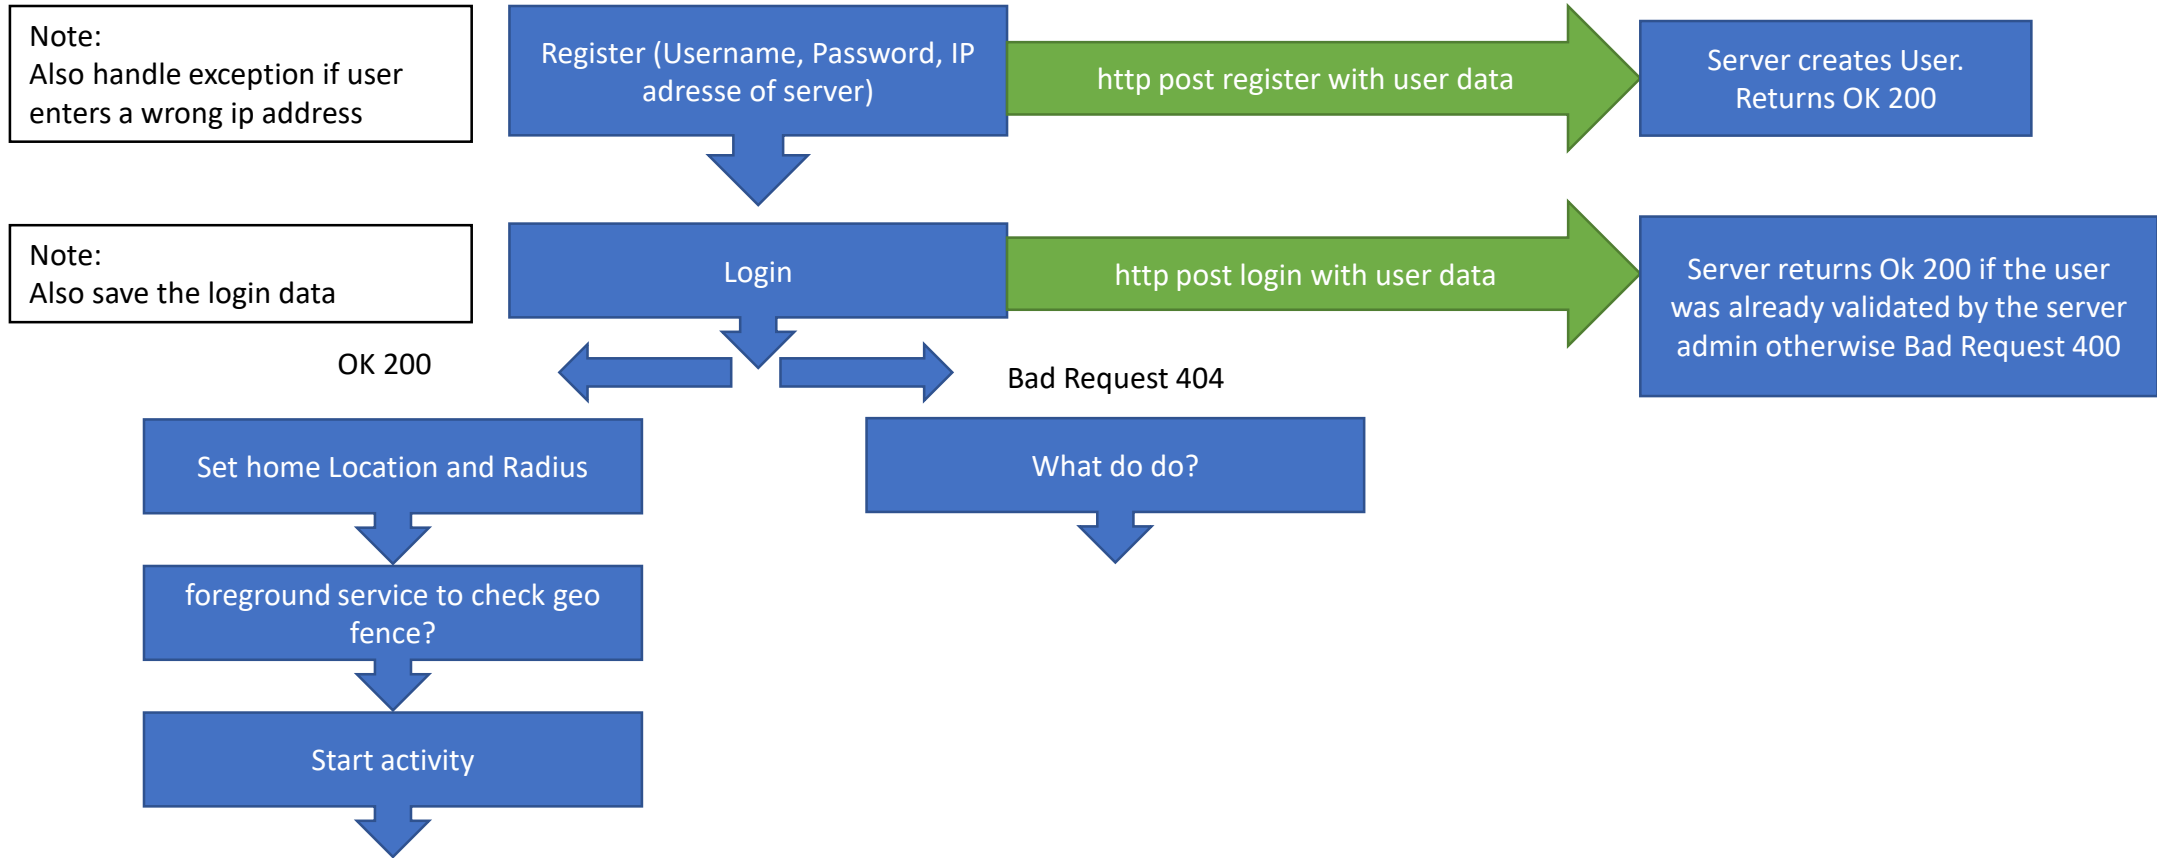 Note:
Also handle exception if user
enters a wrong ip address
Register (Username, Password, IP
adresse of server)
http post register with user data
Server creates User.
Returns OK 200
Note:
Also save the login data
Login
http post login with user data
Server returns Ok 200 if the user
was already validated by the server
admin otherwise Bad Request 400
OK 200
Bad Request 404
Set home Location and Radius
What do do?
foreground service to check geo
fence?
Start activity